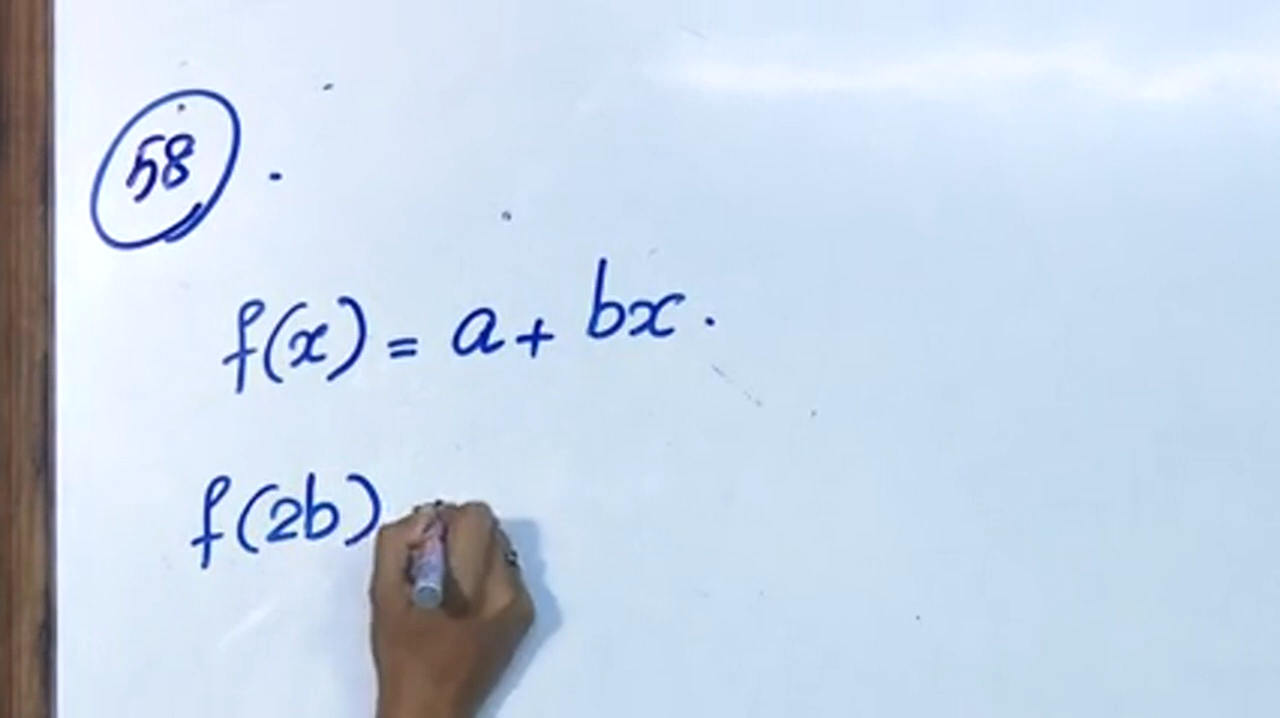 58.
f(x) = a + bx.
f(2b)